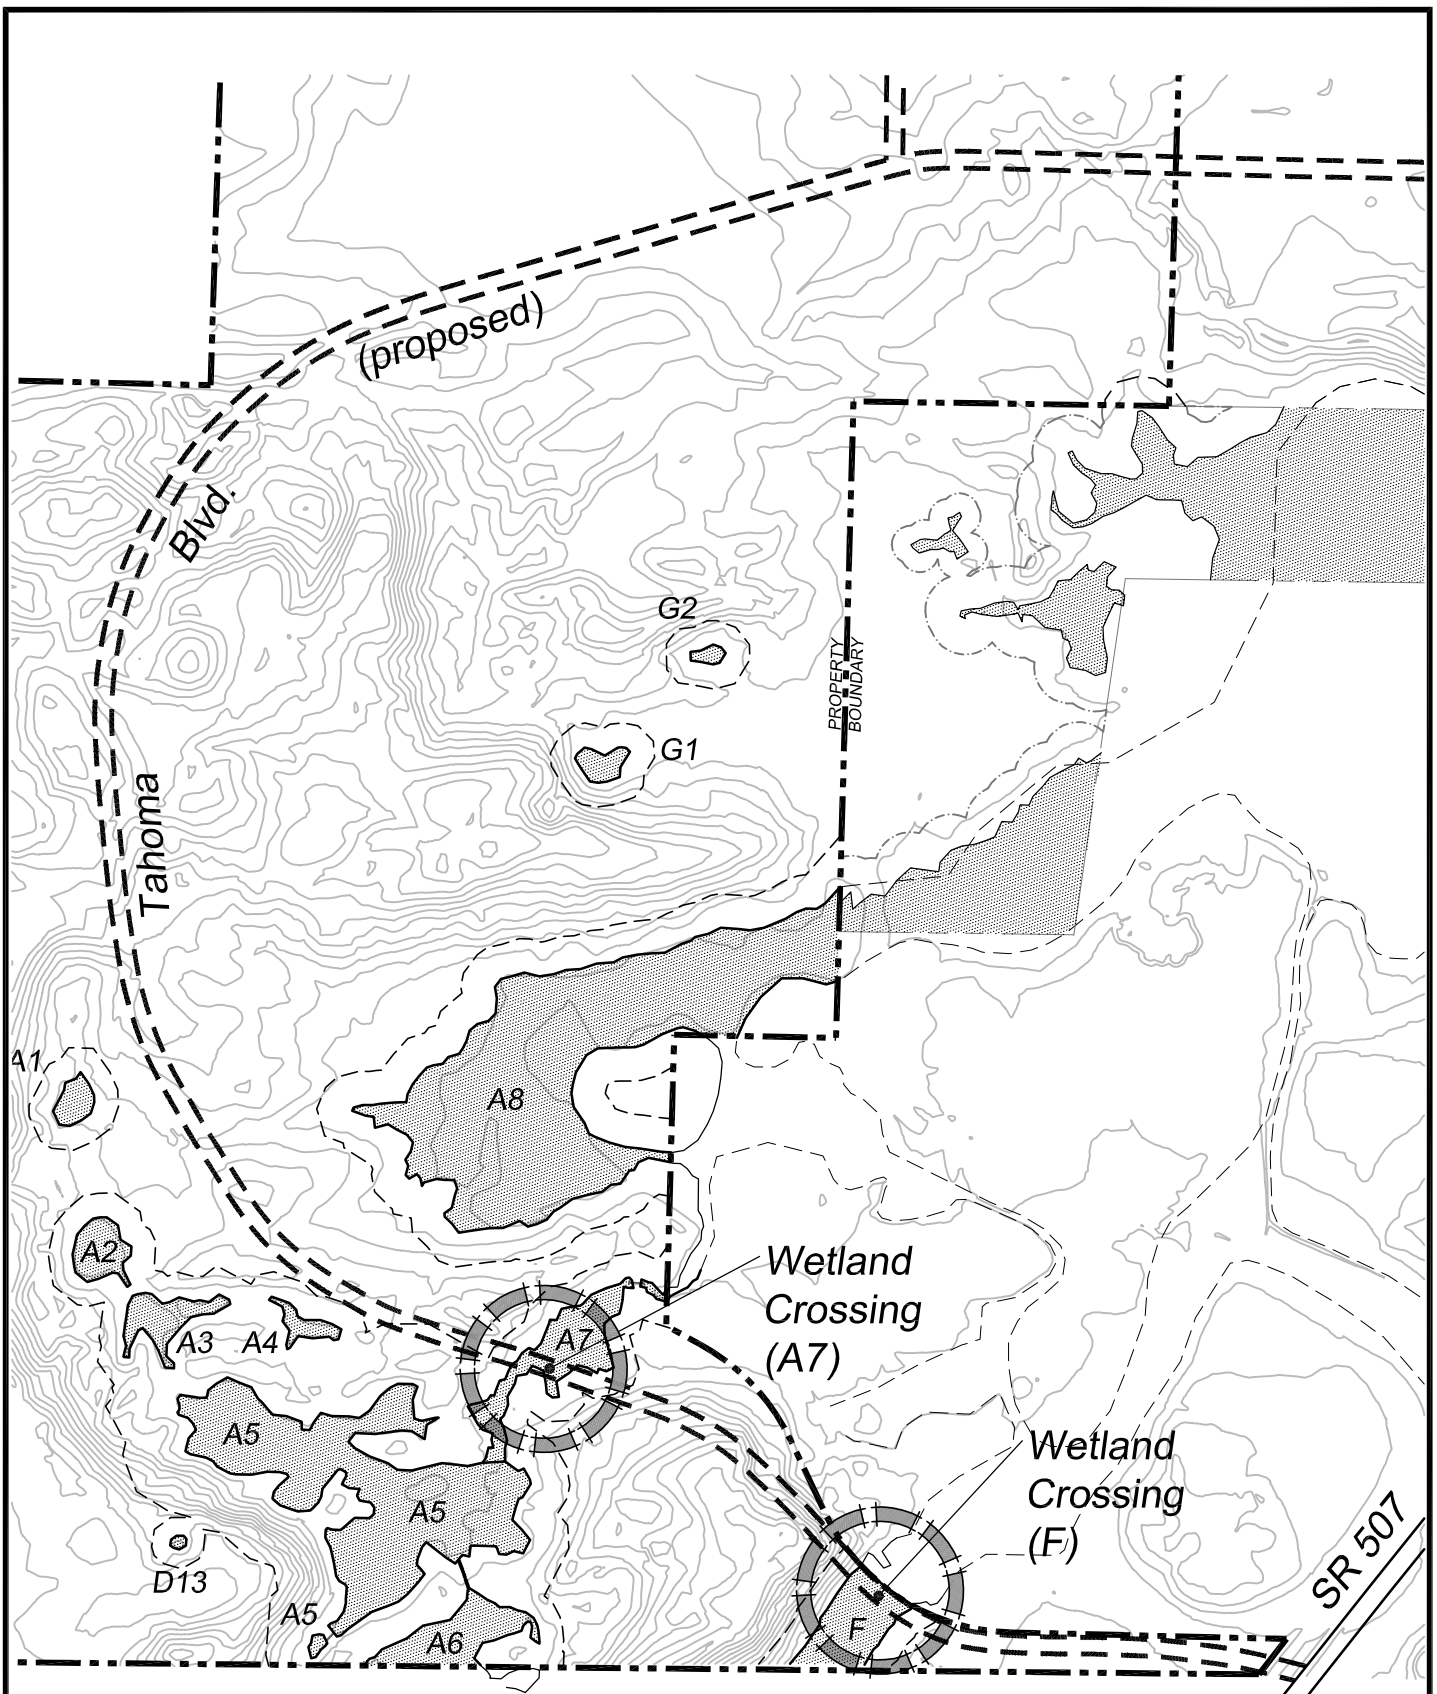 (proposed)
Blvd.
G2
PROPERTY
BOUNDARY
G1
Tahoma
A1
A8
A2
Wetland
Crossing
(A7)
A3
A4
A7
A5
Wetland
Crossing
(F)
A5
SR 507
D13
A5
A6
F